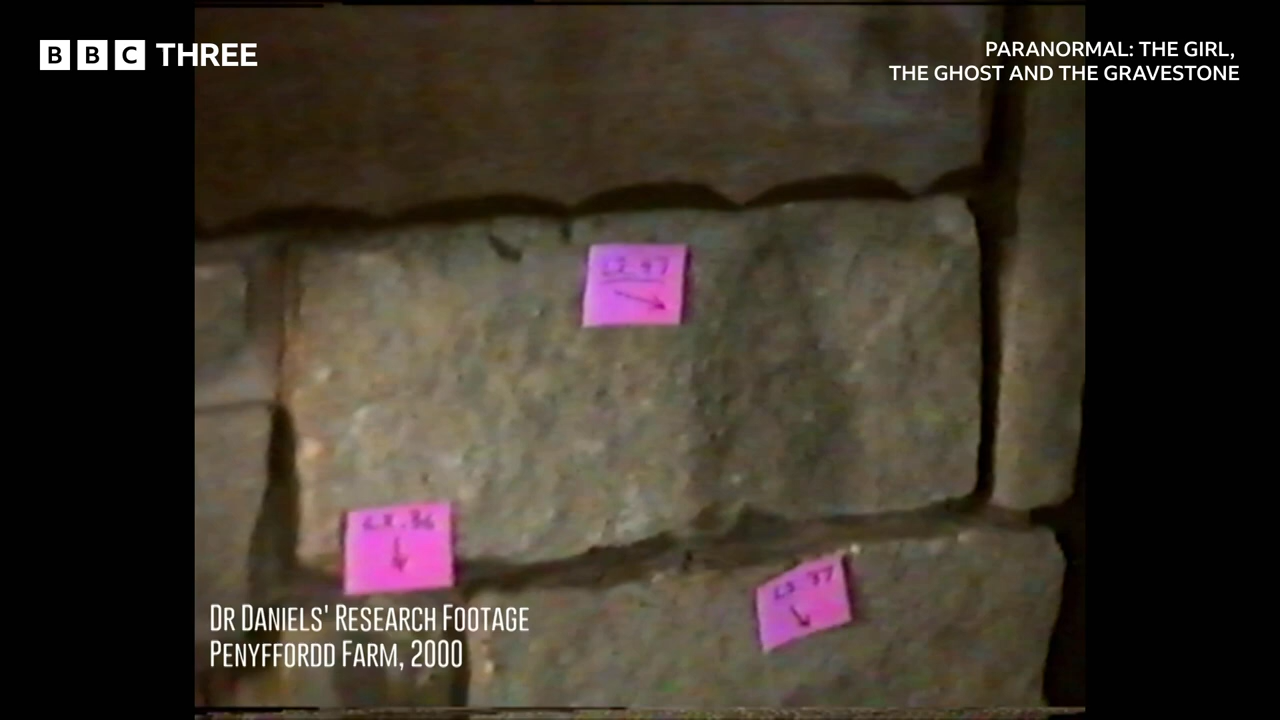 BBC THREE
PARANORMAL: THE GIRL,
THE GHOST AND THE GRAVESTONE
DR DANIELS' RESEARCH FOOTAGE
PENYFFORDD FARM, 2000